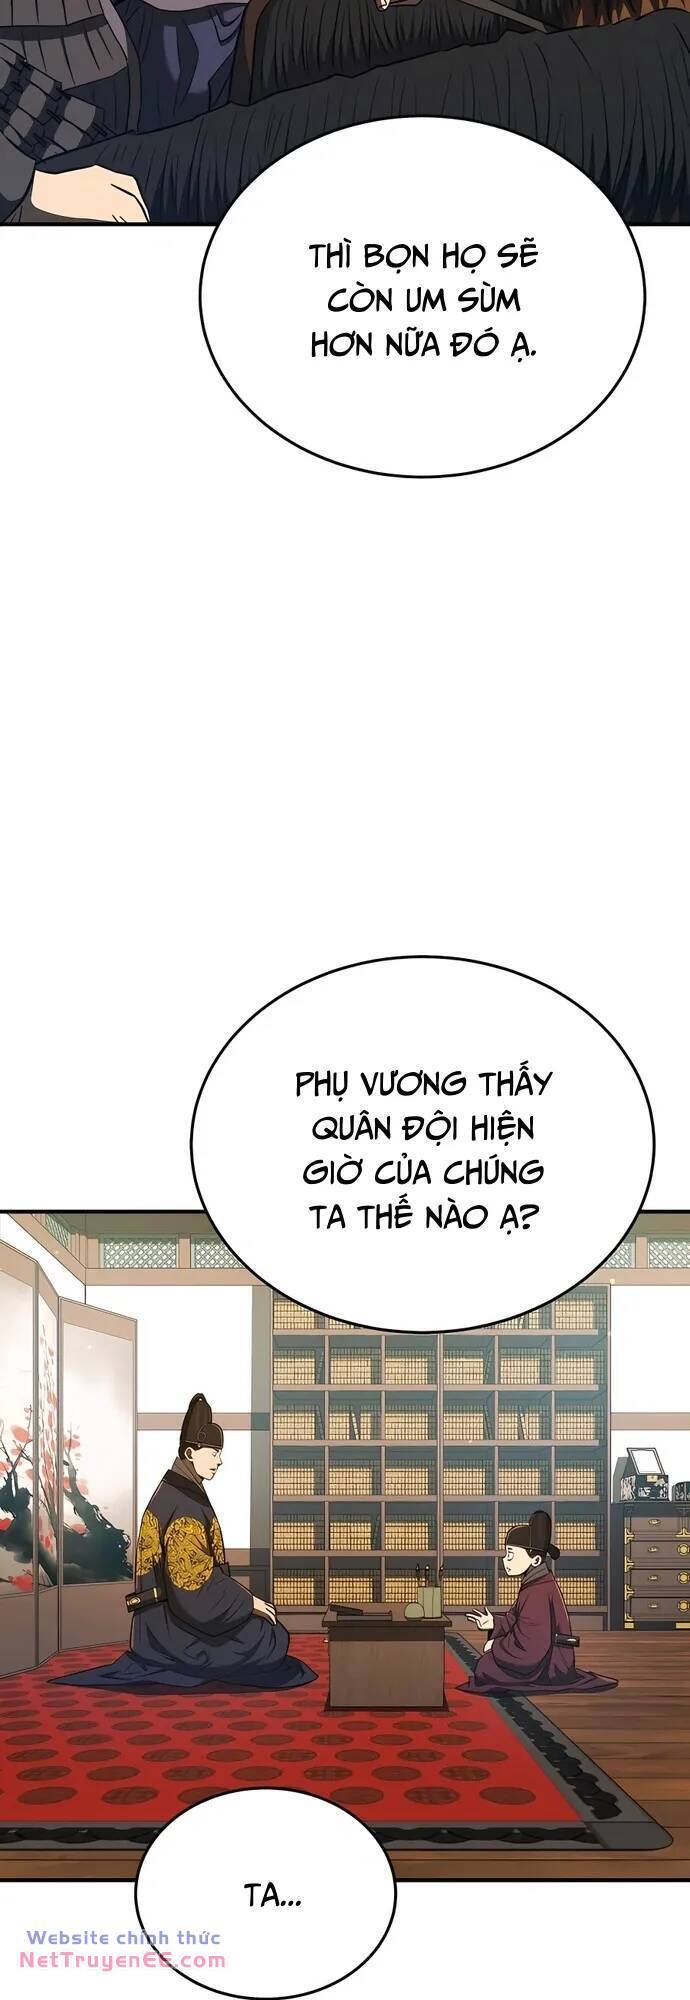 THÌ BỌN HỌ SẼ
CÒN UM SÙM
HƠN NỮA ĐÓ Ạ.
PHỤ VƯƠNG THẤY
QUÂN ĐỘI HIỆN
GIỜ CỦA CHÚNG
TA THẾ NÀO Ạ?
TA...
Website chính thức
NetTruyenEE.com